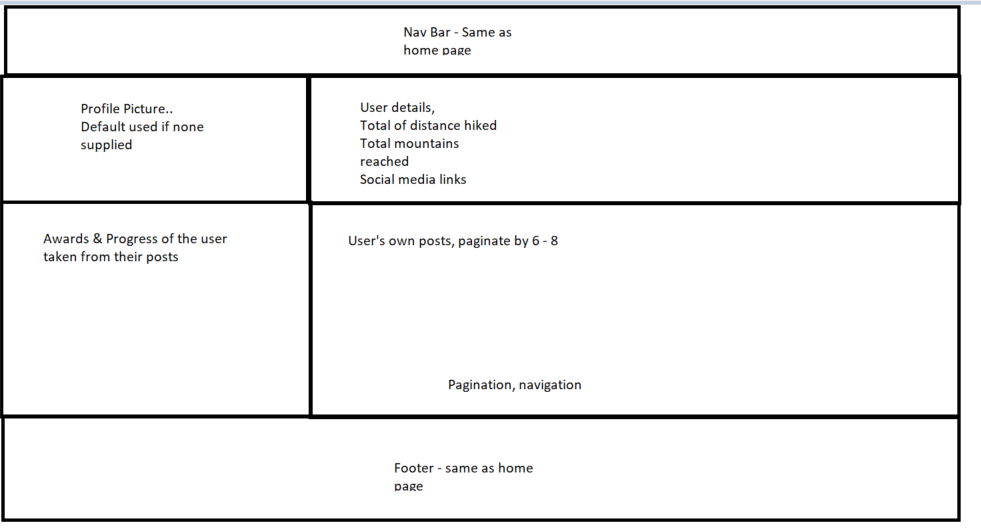 Nav Bar - Same as
home page
Profile Picture..
Default used if none
supplied
User details,
Total of distance hiked
Total mountains
reached
Social media links
Awards & Progress of the user
taken from their posts
User's own posts, paginate by 6 - 8
Pagination, navigation
Footer - same as home
page